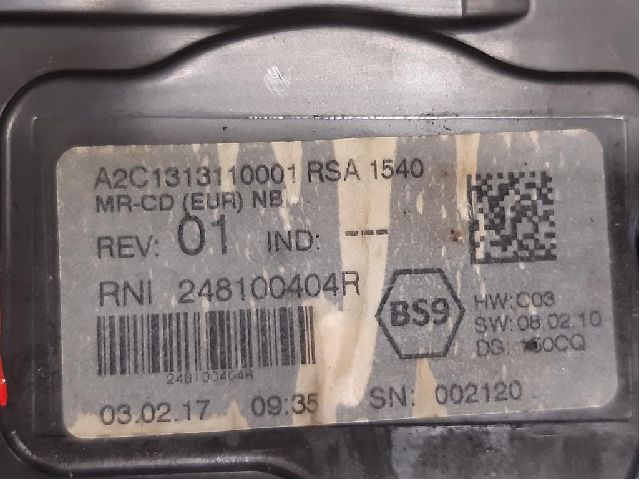 A2C1313110001 RSA 1540
MR-CD (EUR) NB
REV: 01 IND: ---
RNI 248100404R
BS9
HW:C03
SW:08.02.10
DS:
248100404R
03.02.17 09:35 SN: 002120